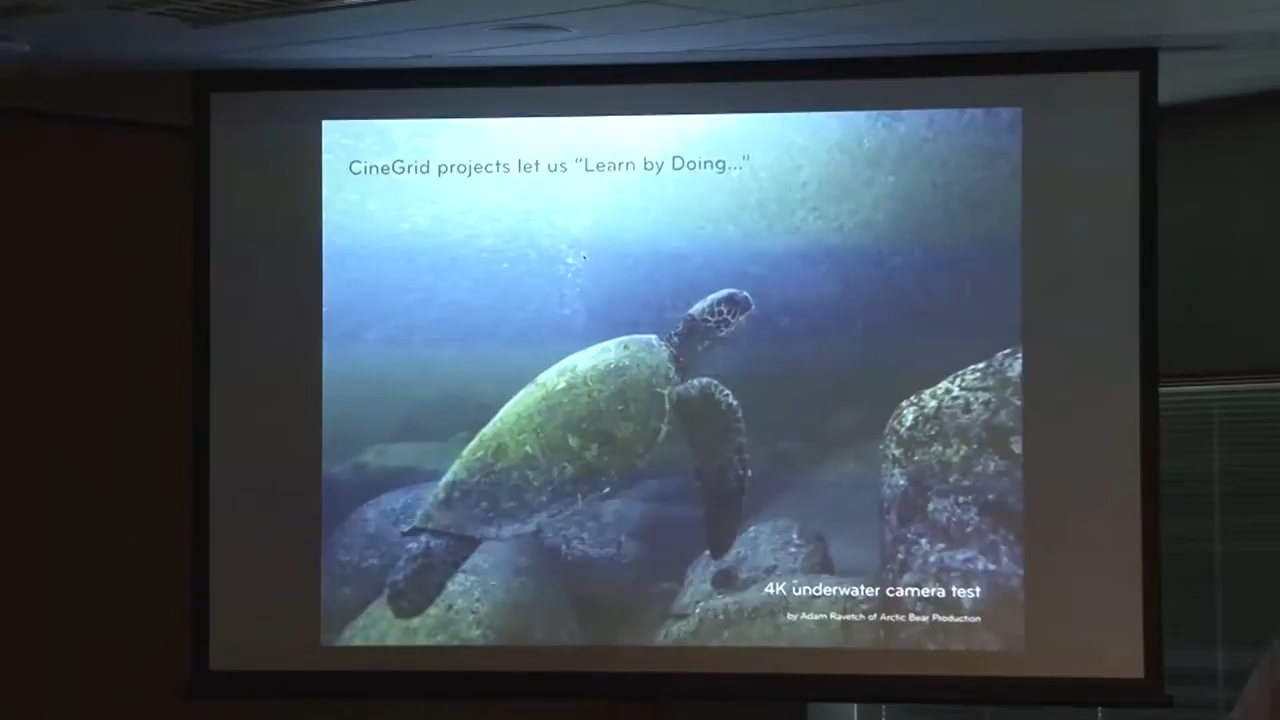 CineGrid projects let us “Learn by Doing...”
4K underwater camera test
by Adam Ravetch of Arctic Bear Production